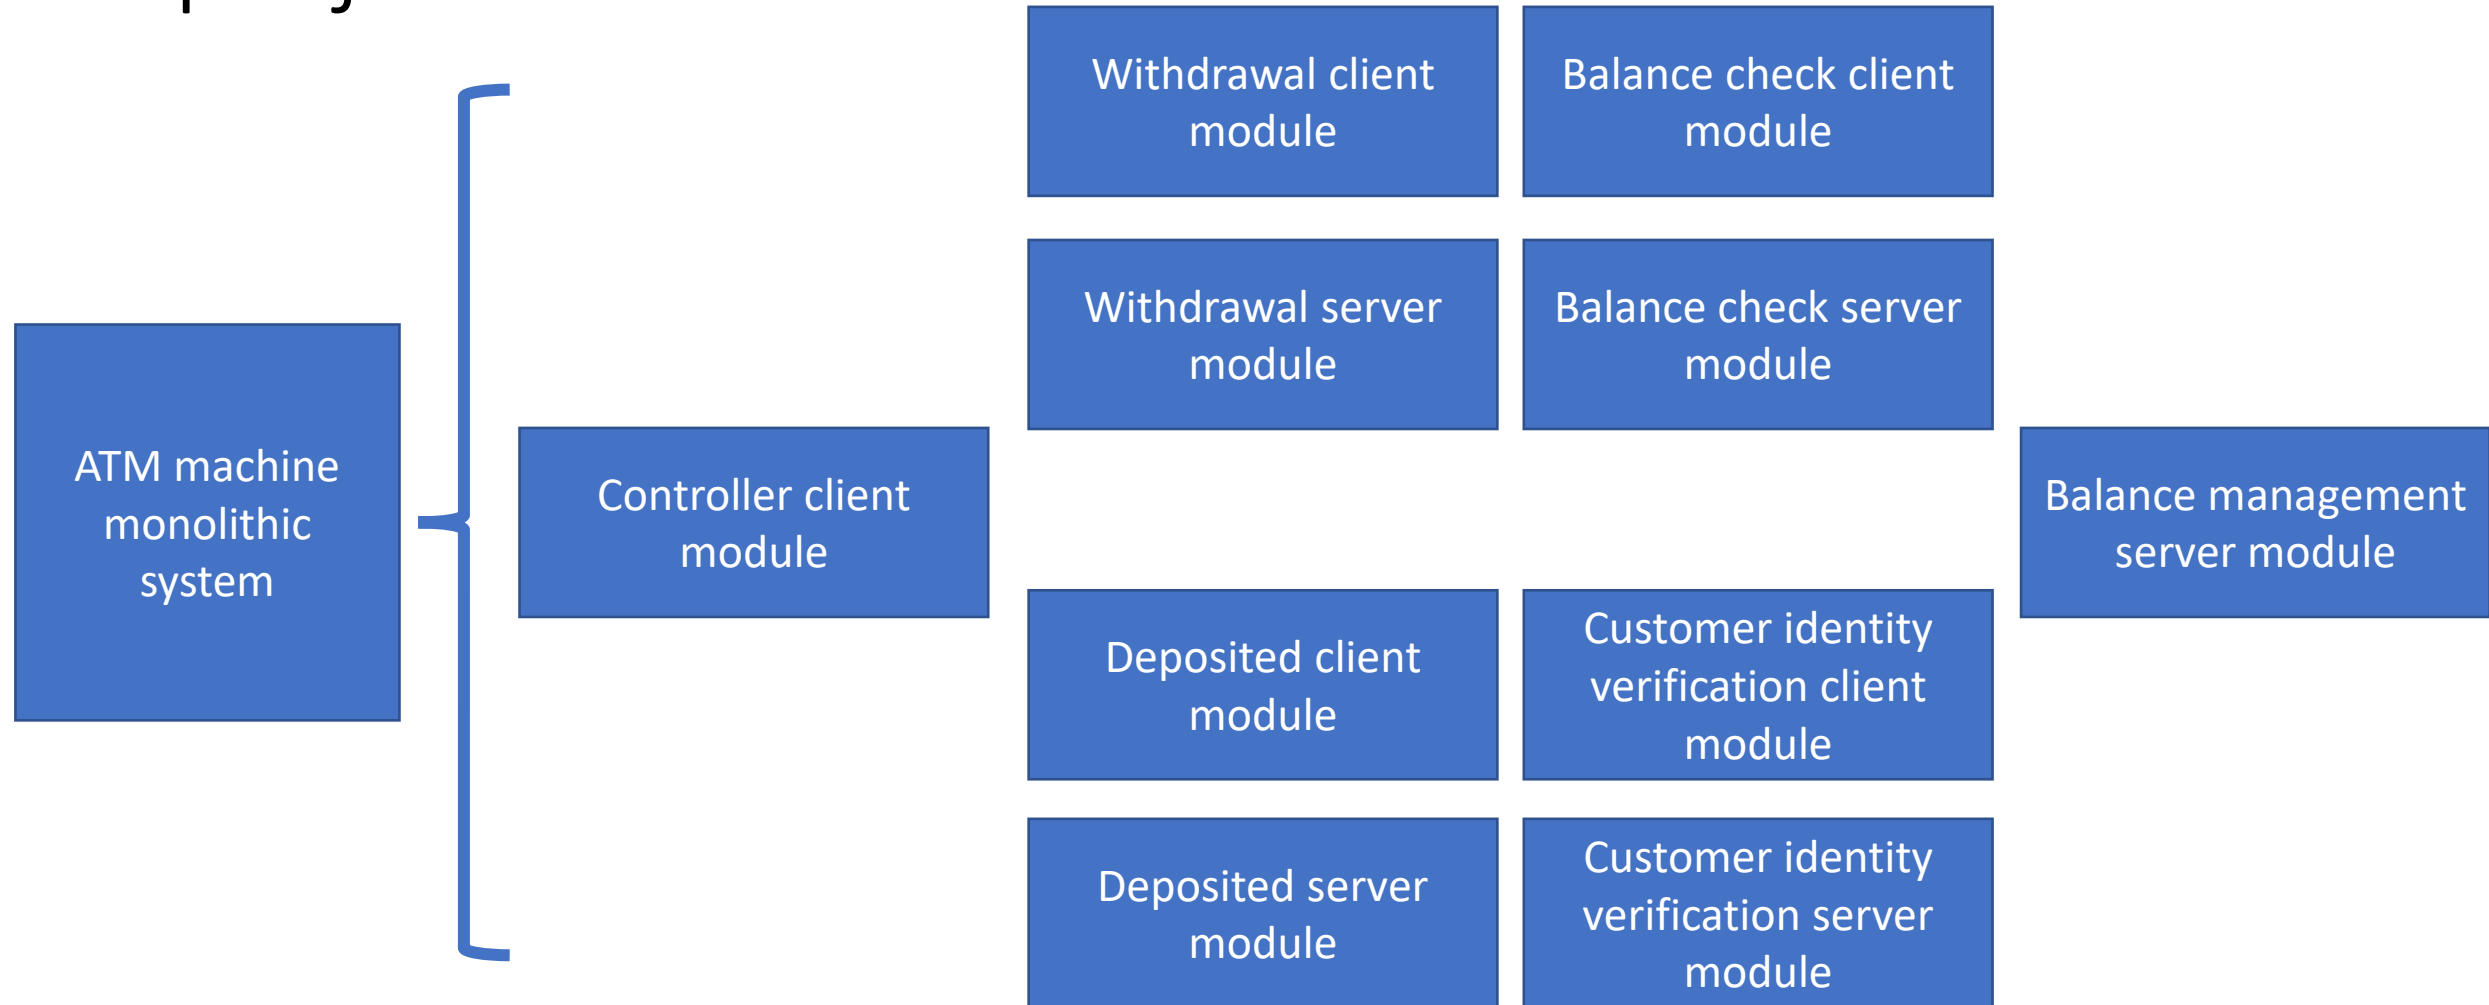 Withdrawal client
module
Balance check client
module
Withdrawal server
module
Balance check server
module
ATM machine
monolithic
system
Controller client
module
Balance management
server module
Deposited client
module
Customer identity
verification client
module
Deposited server
module
Customer identity
verification server
module